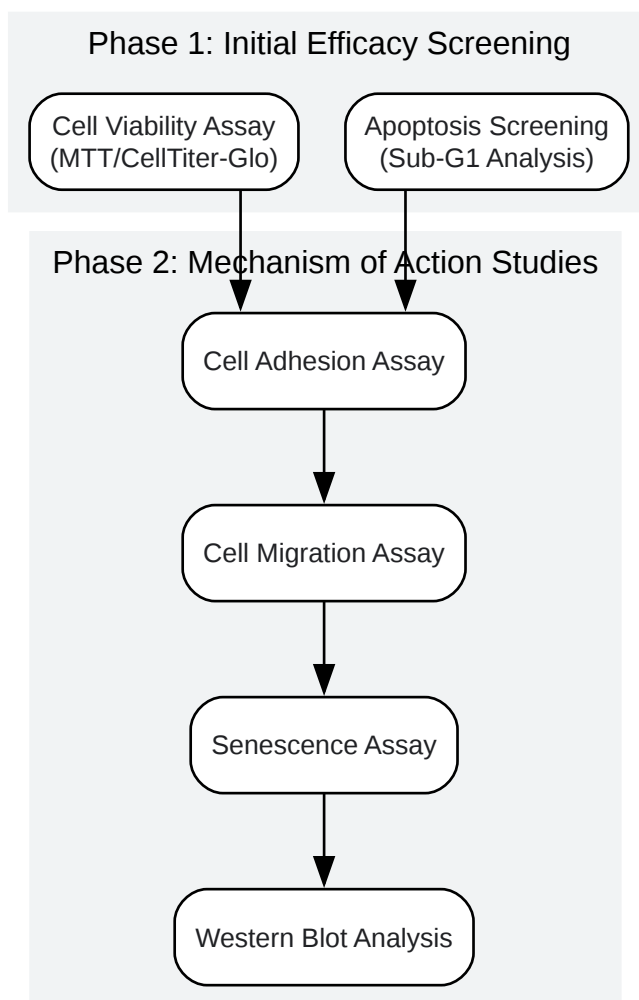 Phase 1: Initial Efficacy Screening
Cell Viability Assay
(MTT/CellTiter-Glo)
Apoptosis Screening
(Sub-G1 Analysis)
Phase 2: Mechanism of Action Studies
Cell Adhesion Assay
Cell Migration Assay
Senescence Assay
Western Blot Analysis